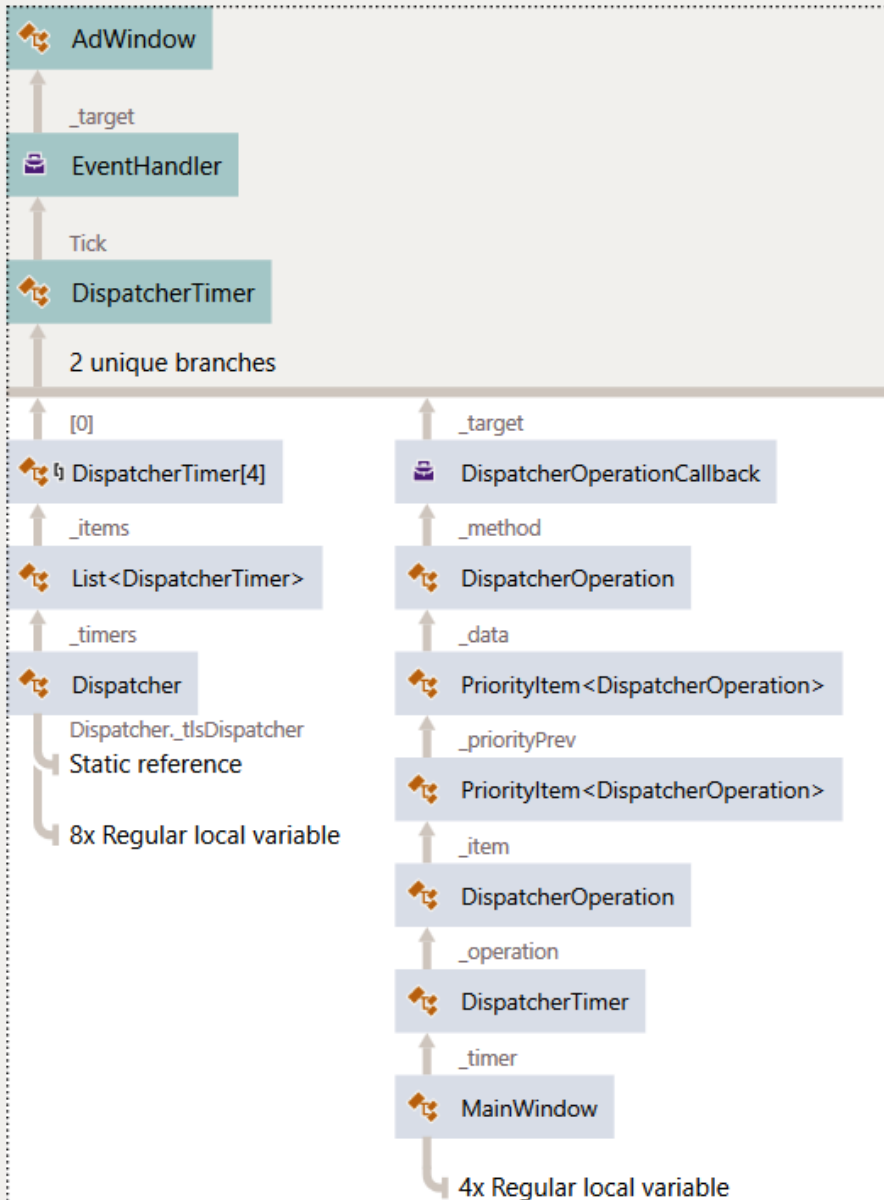 AdWindow
_target
EventHandler
Tick
DispatcherTimer
2 unique branches
[0]
DispatcherTimer[4]
_items
List<DispatcherTimer>
_timers
Dispatcher
Dispatcher._tlsDispatcher
Static reference
8x Regular local variable
_target
DispatcherOperationCallback
_method
DispatcherOperation
_data
PriorityItem<DispatcherOperation>
_priorityPrev
PriorityItem<DispatcherOperation>
_item
DispatcherOperation
_operation
DispatcherTimer
_timer
MainWindow
4x Regular local variable